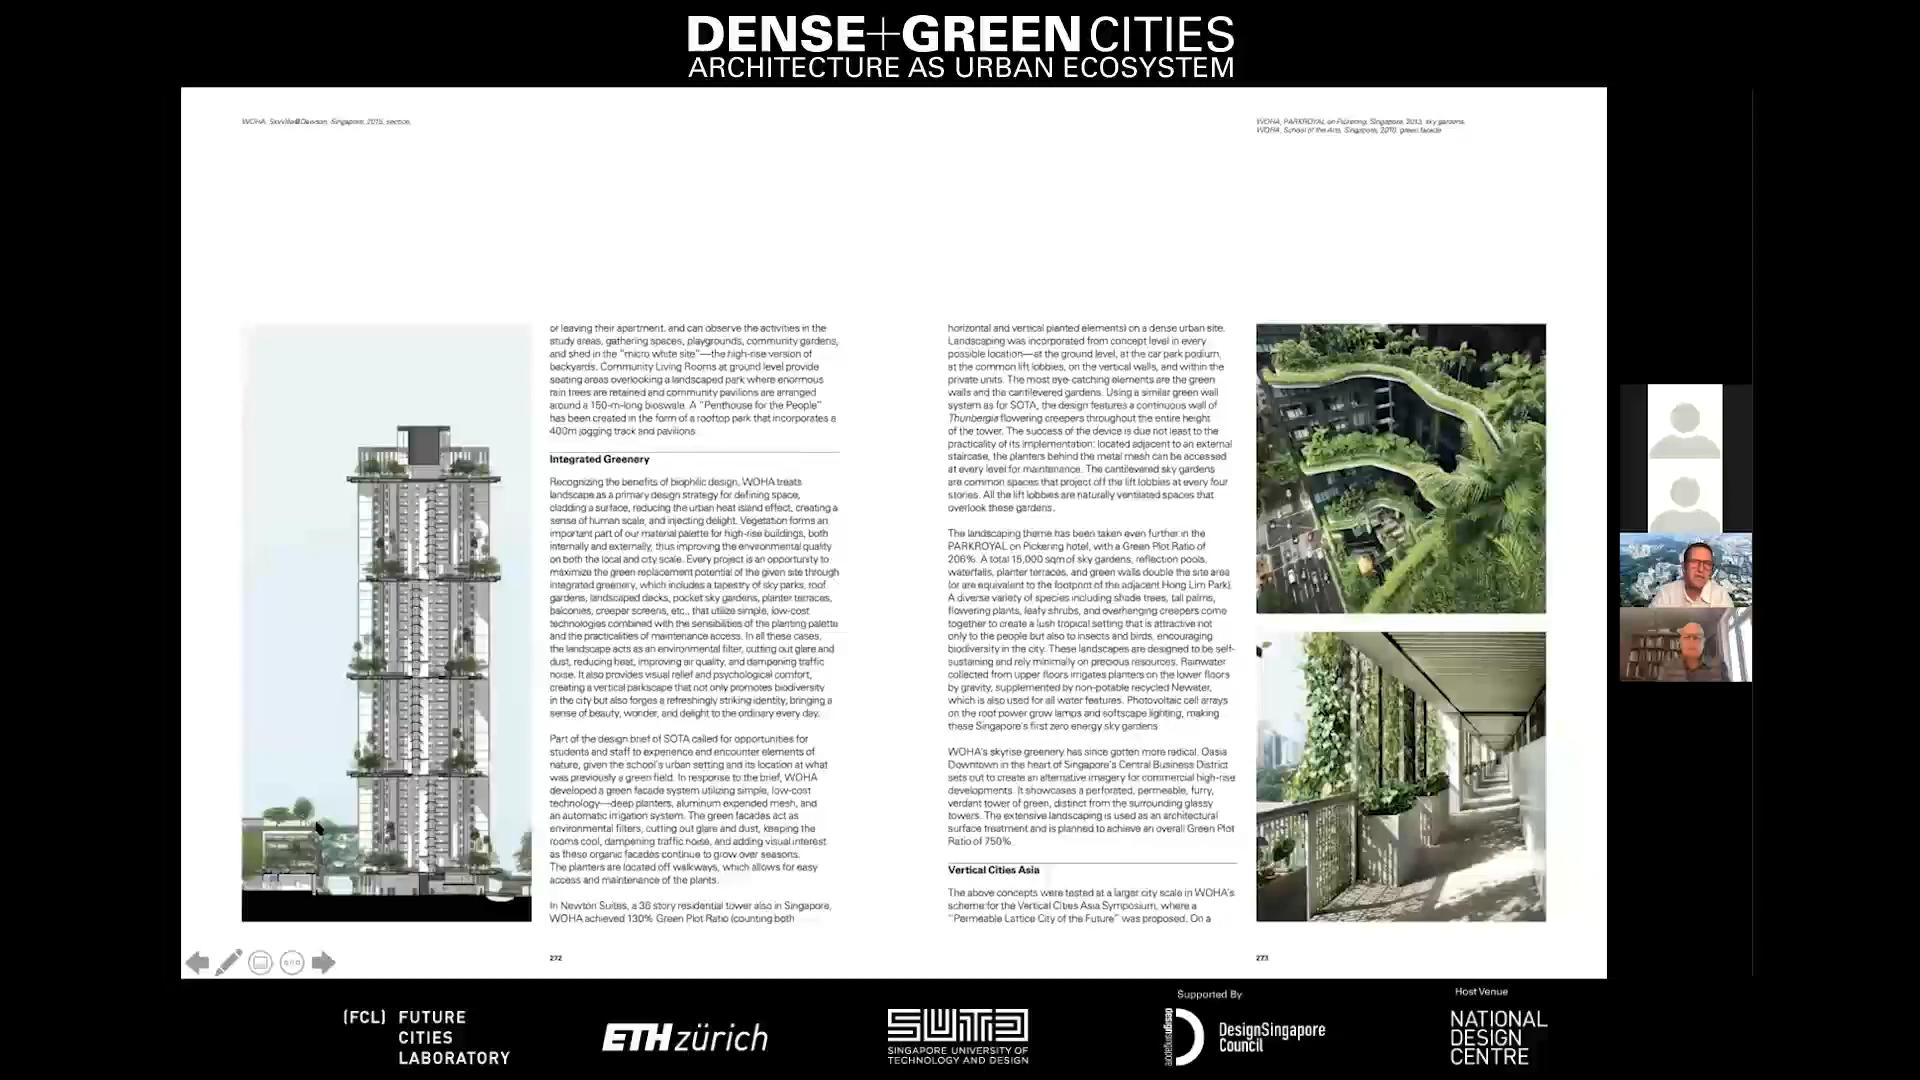 DENSE+GREEN CITIES
ARCHITECTURE AS URBAN ECOSYSTEM
WOHA, SkyVille@Dawson, Singapore, 2015, section.
WOHA, PARKROYAL on Pickering, Singapore, 2013, sky gardens.
WOHA, School of the Arts, Singapore, 2010, green facade
or leaving their apartment, and can observe the activities in the
study areas, gathering spaces, playgrounds, community gardens,
and shed in the "micro white site"—the high-rise version of
backyards. Community Living Rooms at ground level provide
seating areas overlooking a landscaped park where enormous
rain trees are retained and community pavilions are arranged
around a 150-m-long bioswale. A "Penthouse for the People"
has been created in the form of a rooftop park that incorporates a
400m jogging track and pavilions
Integrated Greenery
Recognizing the benefits of biophilic design, WOHA treats
landscape as a primary design strategy for defining space,
cladding a surface, reducing the urban heat island effect, creating a
sense of human scale, and injecting delight. Vegetation forms an
important part of our material palette for high-rise buildings, both
internally and externally, thus improving the environmental quality
on both the local and city scale. Every project is an opportunity to
maximize the green replacement potential of the given site through
integrated greenery, which includes a tapestry of sky parks, roof
gardens, landscaped decks, pocket sky gardens, planter terraces,
balconies, creeper screens, etc., that utilize simple, low-cost
technologies combined with the sensibilities of the planting palette
and the practicalities of maintenance access. In all these cases,
the landscape acts as an environmental filter, cutting out glare and
dust, reducing heat, improving air quality, and dampening traffic
noise. It also provides visual relief and psychological comfort,
creating a vertical parkscape that not only promotes biodiversity
in the city but also forges a refreshingly striking identity, bringing a
sense of beauty, wonder, and delight to the ordinary every day.
Part of the design brief of SOTA called for opportunities for
students and staff to experience and encounter elements of
nature, given the school's urban setting and its location at what
was previously a green field. In response to the brief, WOHA
developed a green facade system utilizing simple, low-cost
technology—deep planters, aluminum expended mesh, and
an automatic irrigation system. The green facades act as
environmental filters, cutting out glare and dust, keeping the
rooms cool, dampening traffic noise, and adding visual interest
as these organic facades continue to grow over seasons.
The planters are located off walkways, which allows for easy
access and maintenance of the plants.
In Newton Suites, a 36 story residential tower also in Singapore,
WOHA achieved 130% Green Plot Ratio (counting both
272
horizontal and vertical planted elements) on a dense urban site.
Landscaping was incorporated from concept level in every
possible location—at the ground level, at the car park podium,
at the common lift lobbies, on the vertical walls, and within the
private units. The most eye-catching elements are the green
walls and the cantilevered gardens. Using a similar green wall
system as for SOTA, the design features a continuous wall of
Thunbergia flowering creepers throughout the entire height
of the tower. The success of the device is due not least to the
practicality of its implementation: located adjacent to an external
staircase, the planters behind the metal mesh can be accessed
at every level for maintenance. The cantilevered sky gardens
are common spaces that project off the lift lobbies at every four
stories. All the lift lobbies are naturally ventilated spaces that
overlook these gardens.
The landscaping theme has been taken even further in the
PARKROYAL on Pickering hotel, with a Green Plot Ratio of
206%. A total 15,000 sqm of sky gardens, reflection pools,
waterfalls, planter terraces, and green walls double the site area
(or are equivalent to the footprint of the adjacent Hong Lim Park).
A diverse variety of species including shade trees, tall palms,
flowering plants, leafy shrubs, and overhanging creepers come
together to create a lush tropical setting that is attractive not
only to the people but also to insects and birds, encouraging
biodiversity in the city. These landscapes are designed to be self-
sustaining and rely minimally on precious resources. Rainwater
collected from upper floors irrigates planters on the lower floors
by gravity, supplemented by non-potable recycled Newater,
which is also used for all water features. Photovoltaic cell arrays
on the roof power grow lamps and softscape lighting, making
these Singapore's first zero energy sky gardens
WOHA's skyrise greenery has since gotten more radical. Oasia
Downtown in the heart of Singapore's Central Business District
sets out to create an alternative imagery for commercial high-rise
developments. It showcases a perforated, permeable, furry,
verdant tower of green, distinct from the surrounding glassy
towers. The extensive landscaping is used as an architectural
surface treatment and is planned to achieve an overall Green Plot
Ratio of 750%
Vertical Cities Asia
The above concepts were tested at a larger city scale in WOHA's
scheme for the Vertical Cities Asia Symposium, where a
"Permeable Lattice City of the Future" was proposed. On a
273
(FCL) FUTURE
CITIES
LABORATORY
ETH zürich
SUTD
SINGAPORE UNIVERSITY OF
TECHNOLOGY AND DESIGN
Supported By
designsingapore
DesignSingapore
Council
Host Venue
NATIONAL
DESIGN
CENTRE